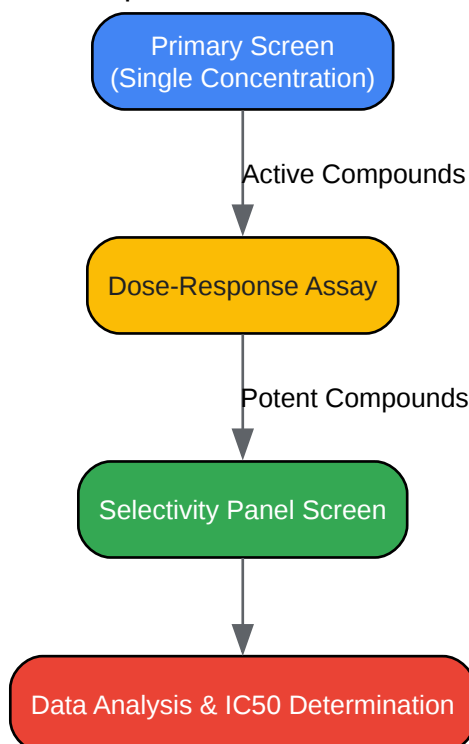 Primary Screen
(Single Concentration)
Active Compounds
Dose-Response Assay
Potent Compounds
Selectivity Panel Screen
Data Analysis & IC50 Determination